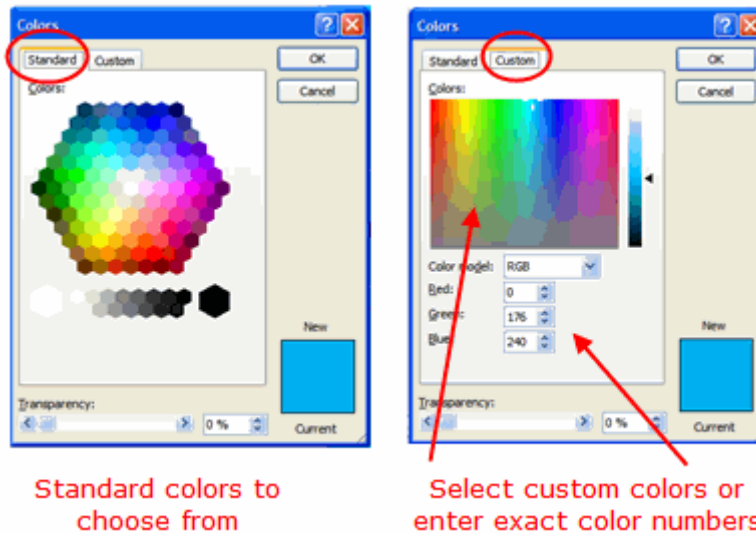 Colors
Standard Custom
OK
Cancel
Colors:
New
Transparency:
0 %
Current
Standard colors to
choose from
Colors
Standard Custom
OK
Cancel
Colors:
Color model: RGB
Red: 0
Green: 176
Blue: 240
New
Transparency:
0 %
Current
Select custom colors or
enter exact color numbers